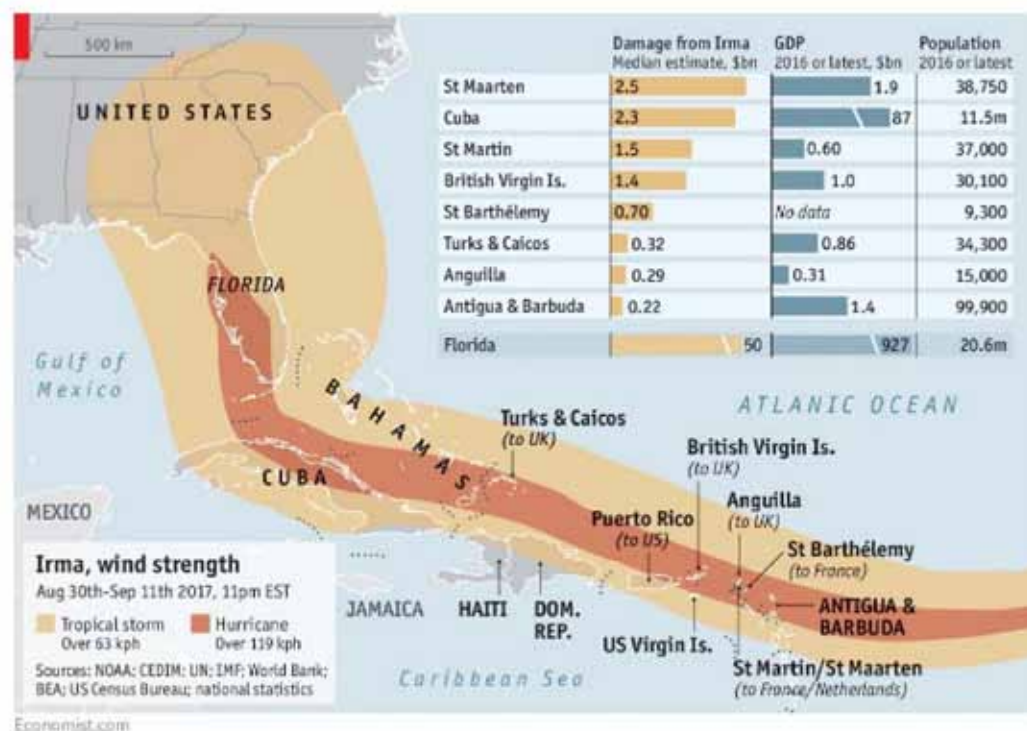 500 km
UNITED STATES
FLORIDA
Gulf of
Mexico
BAHAMAS
CUBA
MEXICO
Damage from Irma
Median estimate, $bn
GDP
2016 or latest, $bn
Population
2016 or latest
St Maarten 2.5 1.9 38,750
Cuba 2.3 87 11.5m
St Martin 1.5 0.60 37,000
British Virgin Is. 1.4 1.0 30,100
St Barthélemy 0.70 No data 9,300
Turks & Caicos 0.32 0.86 34,300
Anguilla 0.29 0.31 15,000
Antigua & Barbuda 0.22 1.4 99,900
Florida 50 927 20.6m
ATLANIC OCEAN
Turks & Caicos
(to UK)
British Virgin Is.
(to UK)
Puerto Rico
(to US)
Anguilla
(to UK)
St Barthélemy
(to France)
ANTIGUA &
BARBUDA
JAMAICA
HAITI
DOM.
REP.
US Virgin Is.
St Martin/St Maarten
(to France/Netherlands)
Caribbean Sea
Irma, wind strength
Aug 30th-Sep 11th 2017, 11pm EST
Tropical storm
Over 63 kph
Hurricane
Over 119 kph
Sources: NOAA; CEDIM; UN; IMF; World Bank;
BEA; US Census Bureau; national statistics
Economist.com